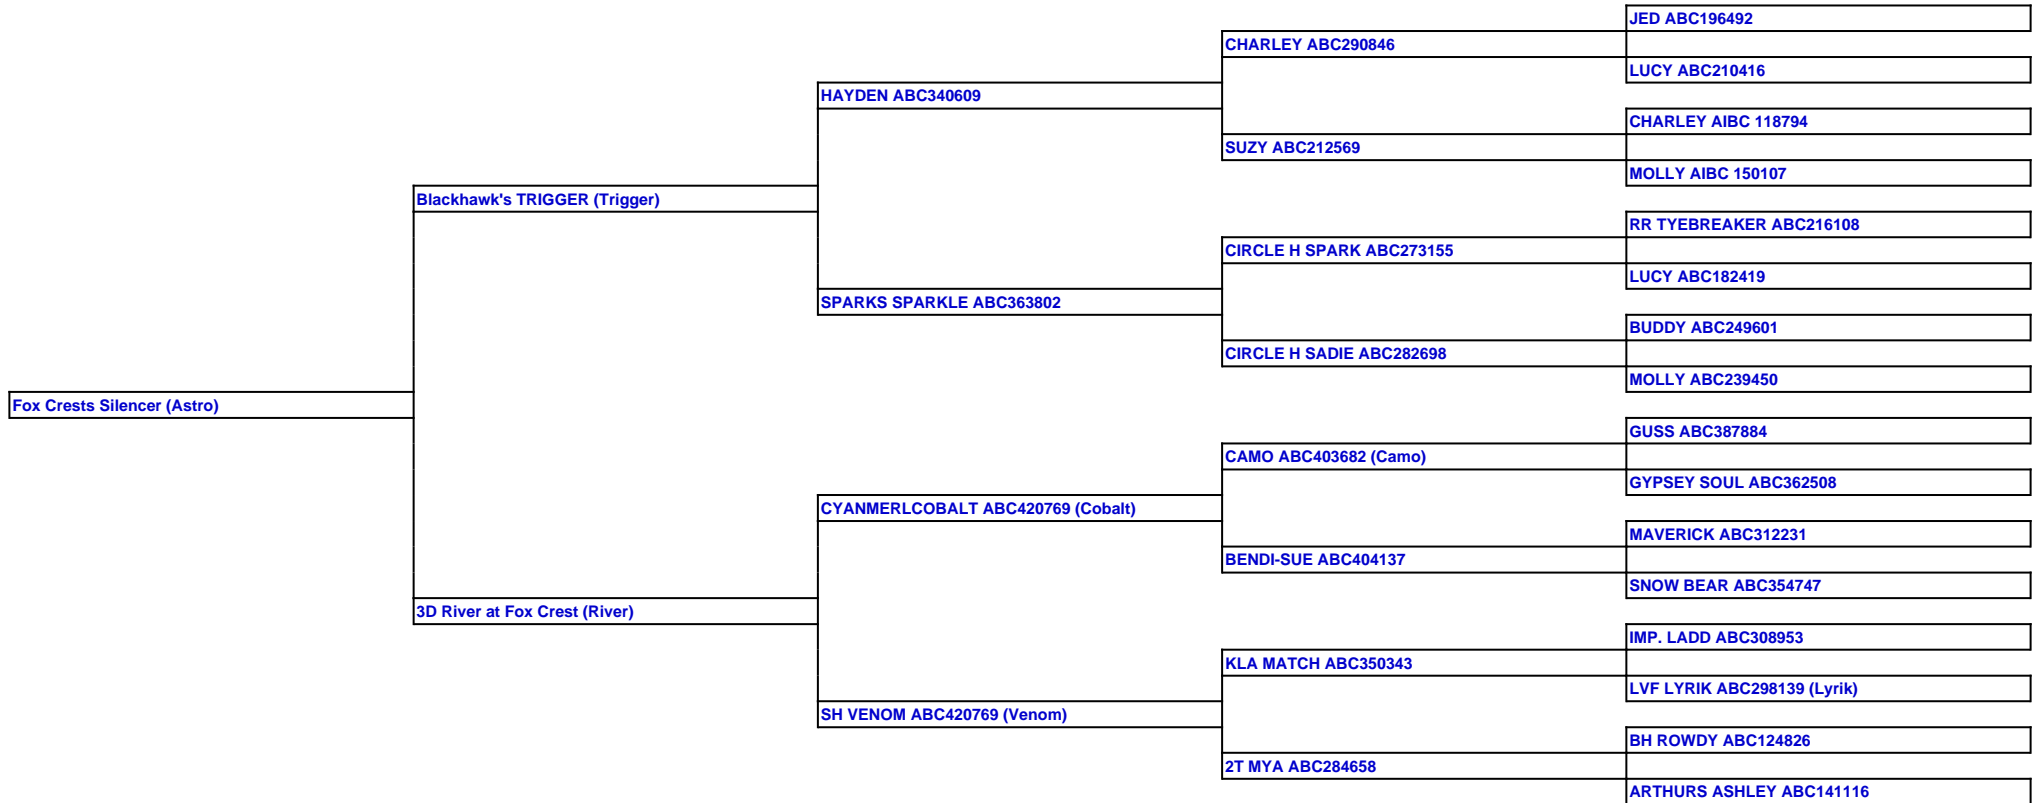 JED ABC196492
CHARLEY ABC290846
LUCY ABC210416
HAYDEN ABC340609
CHARLEY AIBC 118794
SUZY ABC212569
MOLLY AIBC 150107
Blackhawk's TRIGGER (Trigger)
RR TYEBREAKER ABC216108
CIRCLE H SPARK ABC273155
LUCY ABC182419
SPARKS SPARKLE ABC363802
BUDDY ABC249601
CIRCLE H SADIE ABC282698
MOLLY ABC239450
Fox Crests Silencer (Astro)
GUSS ABC387884
CAMO ABC403682 (Camo)
GYPSEY SOUL ABC362508
CYANMERLCOBALT ABC420769 (Cobalt)
MAVERICK ABC312231
BENDI-SUE ABC404137
SNOW BEAR ABC354747
3D River at Fox Crest (River)
IMP. LADD ABC308953
KLA MATCH ABC350343
LVF LYRIK ABC298139 (Lyrik)
SH VENOM ABC420769 (Venom)
BH ROWDY ABC124826
2T MYA ABC284658
ARTHURS ASHLEY ABC141116